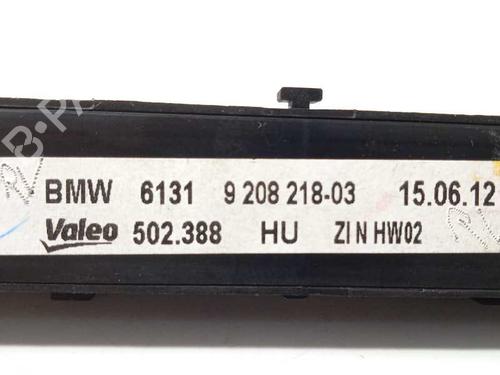 BMW 6131 9 208 218-03 15.06.12
Valeo 502.388 HU ZI N HW02